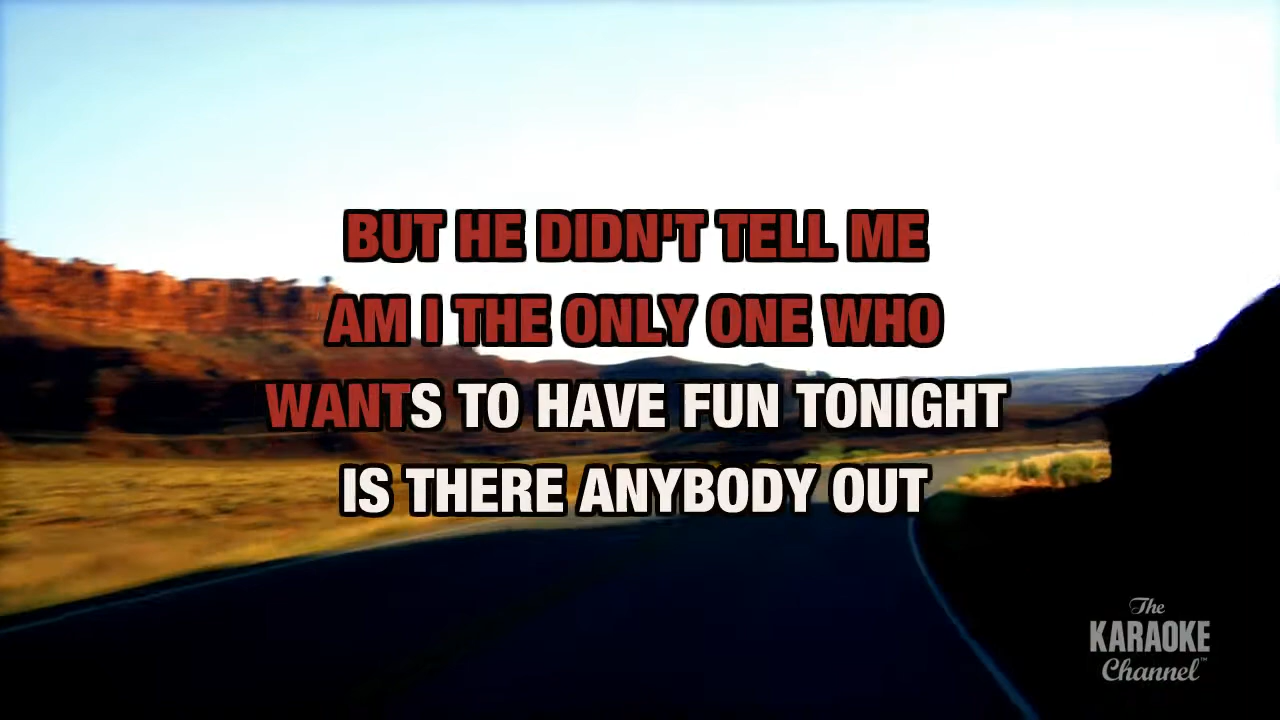 BUT HE DIDN'T TELL ME
AM I THE ONLY ONE WHO
WANTS TO HAVE FUN TONIGHT
IS THERE ANYBODY OUT
The
KARAOKE
Channel™